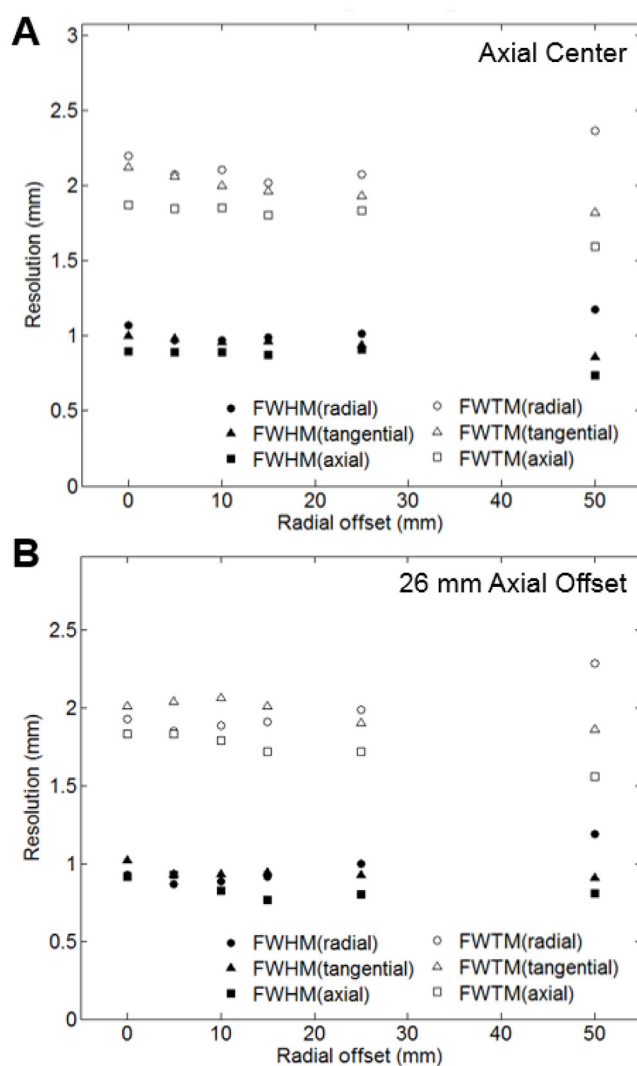 A
Axial Center
3
2.5
2
1.5
1
0.5
0
Resolution (mm)
FWHM(radial) FWTM(radial)
FWHM(tangential) FWTM(tangential)
FWHM(axial) FWTM(axial)
0 10 20 30 40 50
Radial offset (mm)
B
26 mm Axial Offset
2.5
2
1.5
1
0.5
0
Resolution (mm)
FWHM(radial) FWTM(radial)
FWHM(tangential) FWTM(tangential)
FWHM(axial) FWTM(axial)
0 10 20 30 40 50
Radial offset (mm)